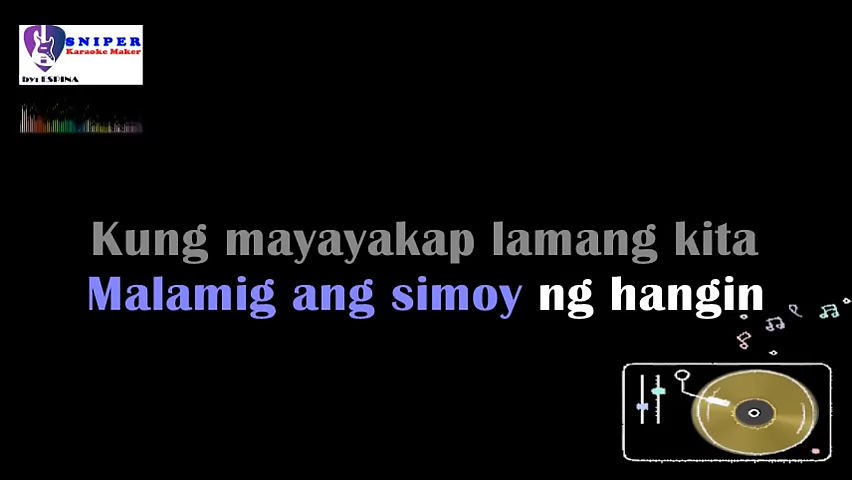 SNIPER
Karaoke Maker
by: ESPINA
Kung mayayakap lamang kita
Malamig ang simoy ng hangin